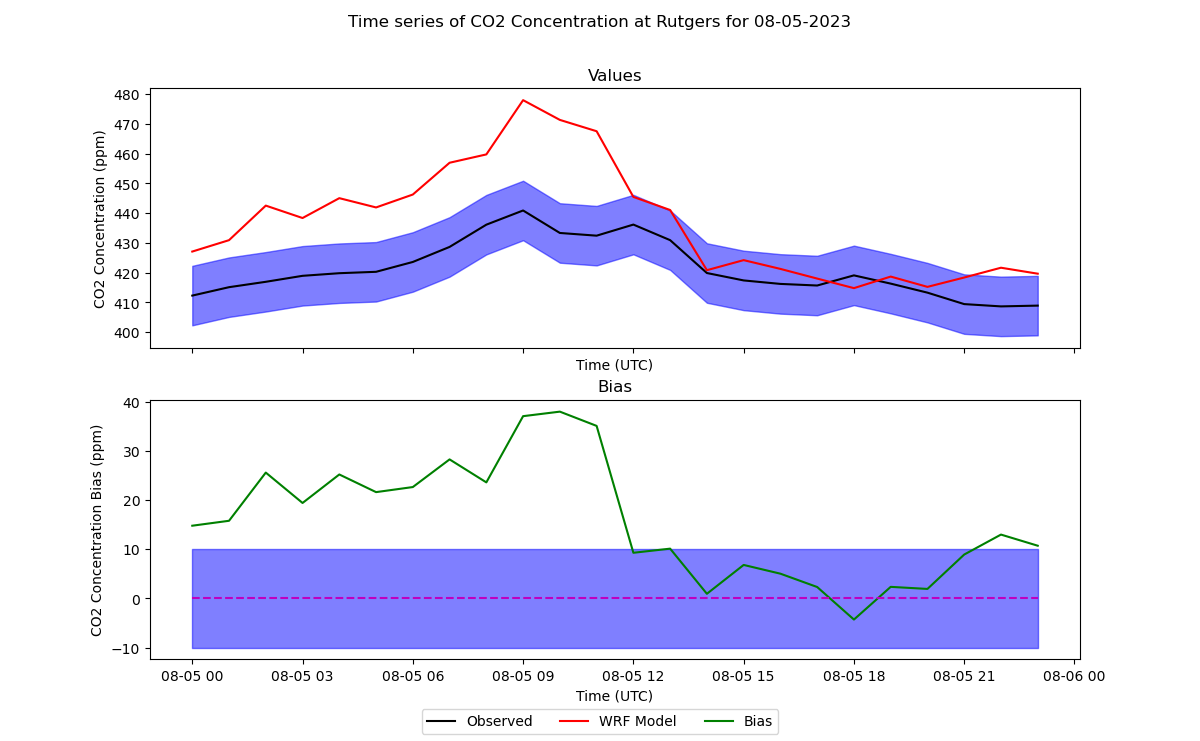 Time series of CO2 Concentration at Rutgers for 08-05-2023
Values
CO2 Concentration (ppm)
480
470
460
450
440
430
420
410
400
Time (UTC)
Bias
CO2 Concentration Bias (ppm)
40
30
20
10
0
−10
08-05 00 08-05 03 08-05 06 08-05 09 08-05 12 08-05 15 08-05 18 08-05 21 08-06 00
Time (UTC)
Observed WRF Model Bias